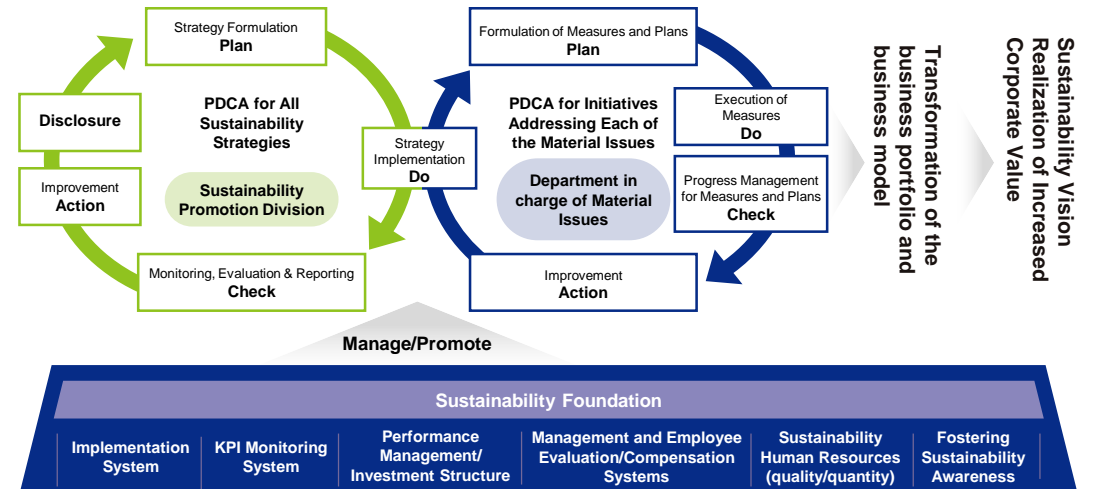 Strategy Formulation
Plan
Disclosure
Improvement
Action
PDCA for All
Sustainability
Strategies
Sustainability
Promotion Division
Monitoring, Evaluation & Reporting
Check
Strategy
Implementation
Do
Formulation of Measures and Plans
Plan
PDCA for Initiatives
Addressing Each of
the Material Issues
Department in
charge of Material
Issues
Execution of
Measures
Do
Progress Management
for Measures and Plans
Check
Improvement
Action
Transformation of the
business portfolio and
business model
Sustainability Vision
Realization of Increased
Corporate Value
Manage/Promote
Sustainability Foundation
Implementation
System
KPI Monitoring
System
Performance
Management/
Investment Structure
Management and Employee
Evaluation/Compensation
Systems
Sustainability
Human Resources
(quality/quantity)
Fostering
Sustainability
Awareness